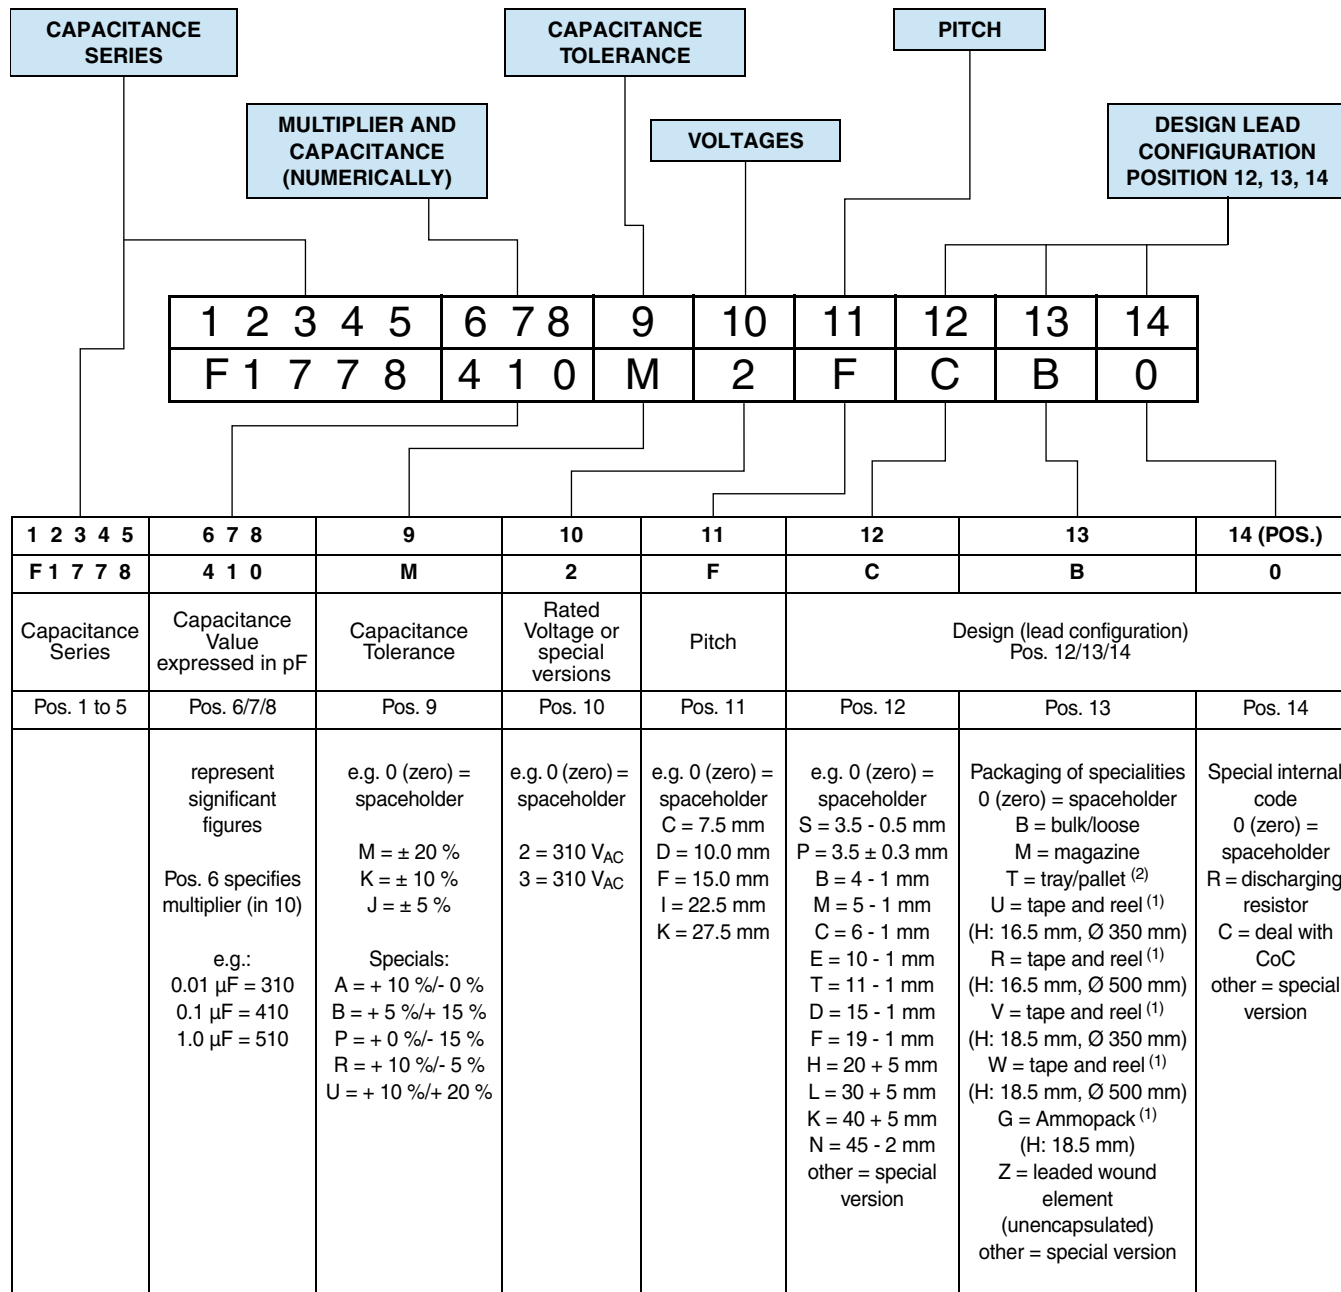 CAPACITANCE
SERIES
CAPACITANCE
TOLERANCE
PITCH
MULTIPLIER AND
CAPACITANCE
(NUMERICALLY)
VOLTAGES
DESIGN LEAD
CONFIGURATION
POSITION 12, 13, 14
1 2 3 4 5 6 7 8 9 10 11 12 13 14
F 1 7 7 8 4 1 0 M 2 F C B 0
1 2 3 4 5 6 7 8 9 10 11 12 13 14 (POS.)
F 1 7 7 8 4 1 0 M 2 F C B 0
Capacitance
Series
Capacitance
Value
expressed in pF
Capacitance
Tolerance
Rated
Voltage or
special
versions
Pitch
Design (lead configuration)
Pos. 12/13/14
Pos. 1 to 5 Pos. 6/7/8 Pos. 9 Pos. 10 Pos. 11 Pos. 12 Pos. 13 Pos. 14
represent
significant
figures
Pos. 6 specifies
multiplier (in 10)
e.g.:
0.01 µF = 310
0.1 µF = 410
1.0 µF = 510
e.g. 0 (zero) =
spaceholder
M = ± 20 %
K = ± 10 %
J = ± 5 %
Specials:
A = + 10 %/- 0 %
B = + 5 %/+ 15 %
P = + 0 %/- 15 %
R = + 10 %/- 5 %
U = + 10 %/+ 20 %
e.g. 0 (zero) =
spaceholder
2 = 310 VAC
3 = 310 VAC
e.g. 0 (zero) =
spaceholder
C = 7.5 mm
D = 10.0 mm
F = 15.0 mm
I = 22.5 mm
K = 27.5 mm
e.g. 0 (zero) =
spaceholder
S = 3.5 - 0.5 mm
P = 3.5 ± 0.3 mm
B = 4 - 1 mm
M = 5 - 1 mm
C = 6 - 1 mm
E = 10 - 1 mm
T = 11 - 1 mm
D = 15 - 1 mm
F = 19 - 1 mm
H = 20 + 5 mm
L = 30 + 5 mm
K = 40 + 5 mm
N = 45 - 2 mm
other = special
version
Packaging of specialities
0 (zero) = spaceholder
B = bulk/loose
M = magazine
T = tray/pallet (2)
U = tape and reel (1)
(H: 16.5 mm, Ø 350 mm)
R = tape and reel (1)
(H: 16.5 mm, Ø 500 mm)
V = tape and reel (1)
(H: 18.5 mm, Ø 350 mm)
W = tape and reel (1)
(H: 18.5 mm, Ø 500 mm)
G = Ammopack (1)
(H: 18.5 mm)
Z = leaded wound
element
(unencapsulated)
other = special version
Special internal
code
0 (zero) =
spaceholder
R = discharging
resistor
C = deal with
CoC
other = special
version